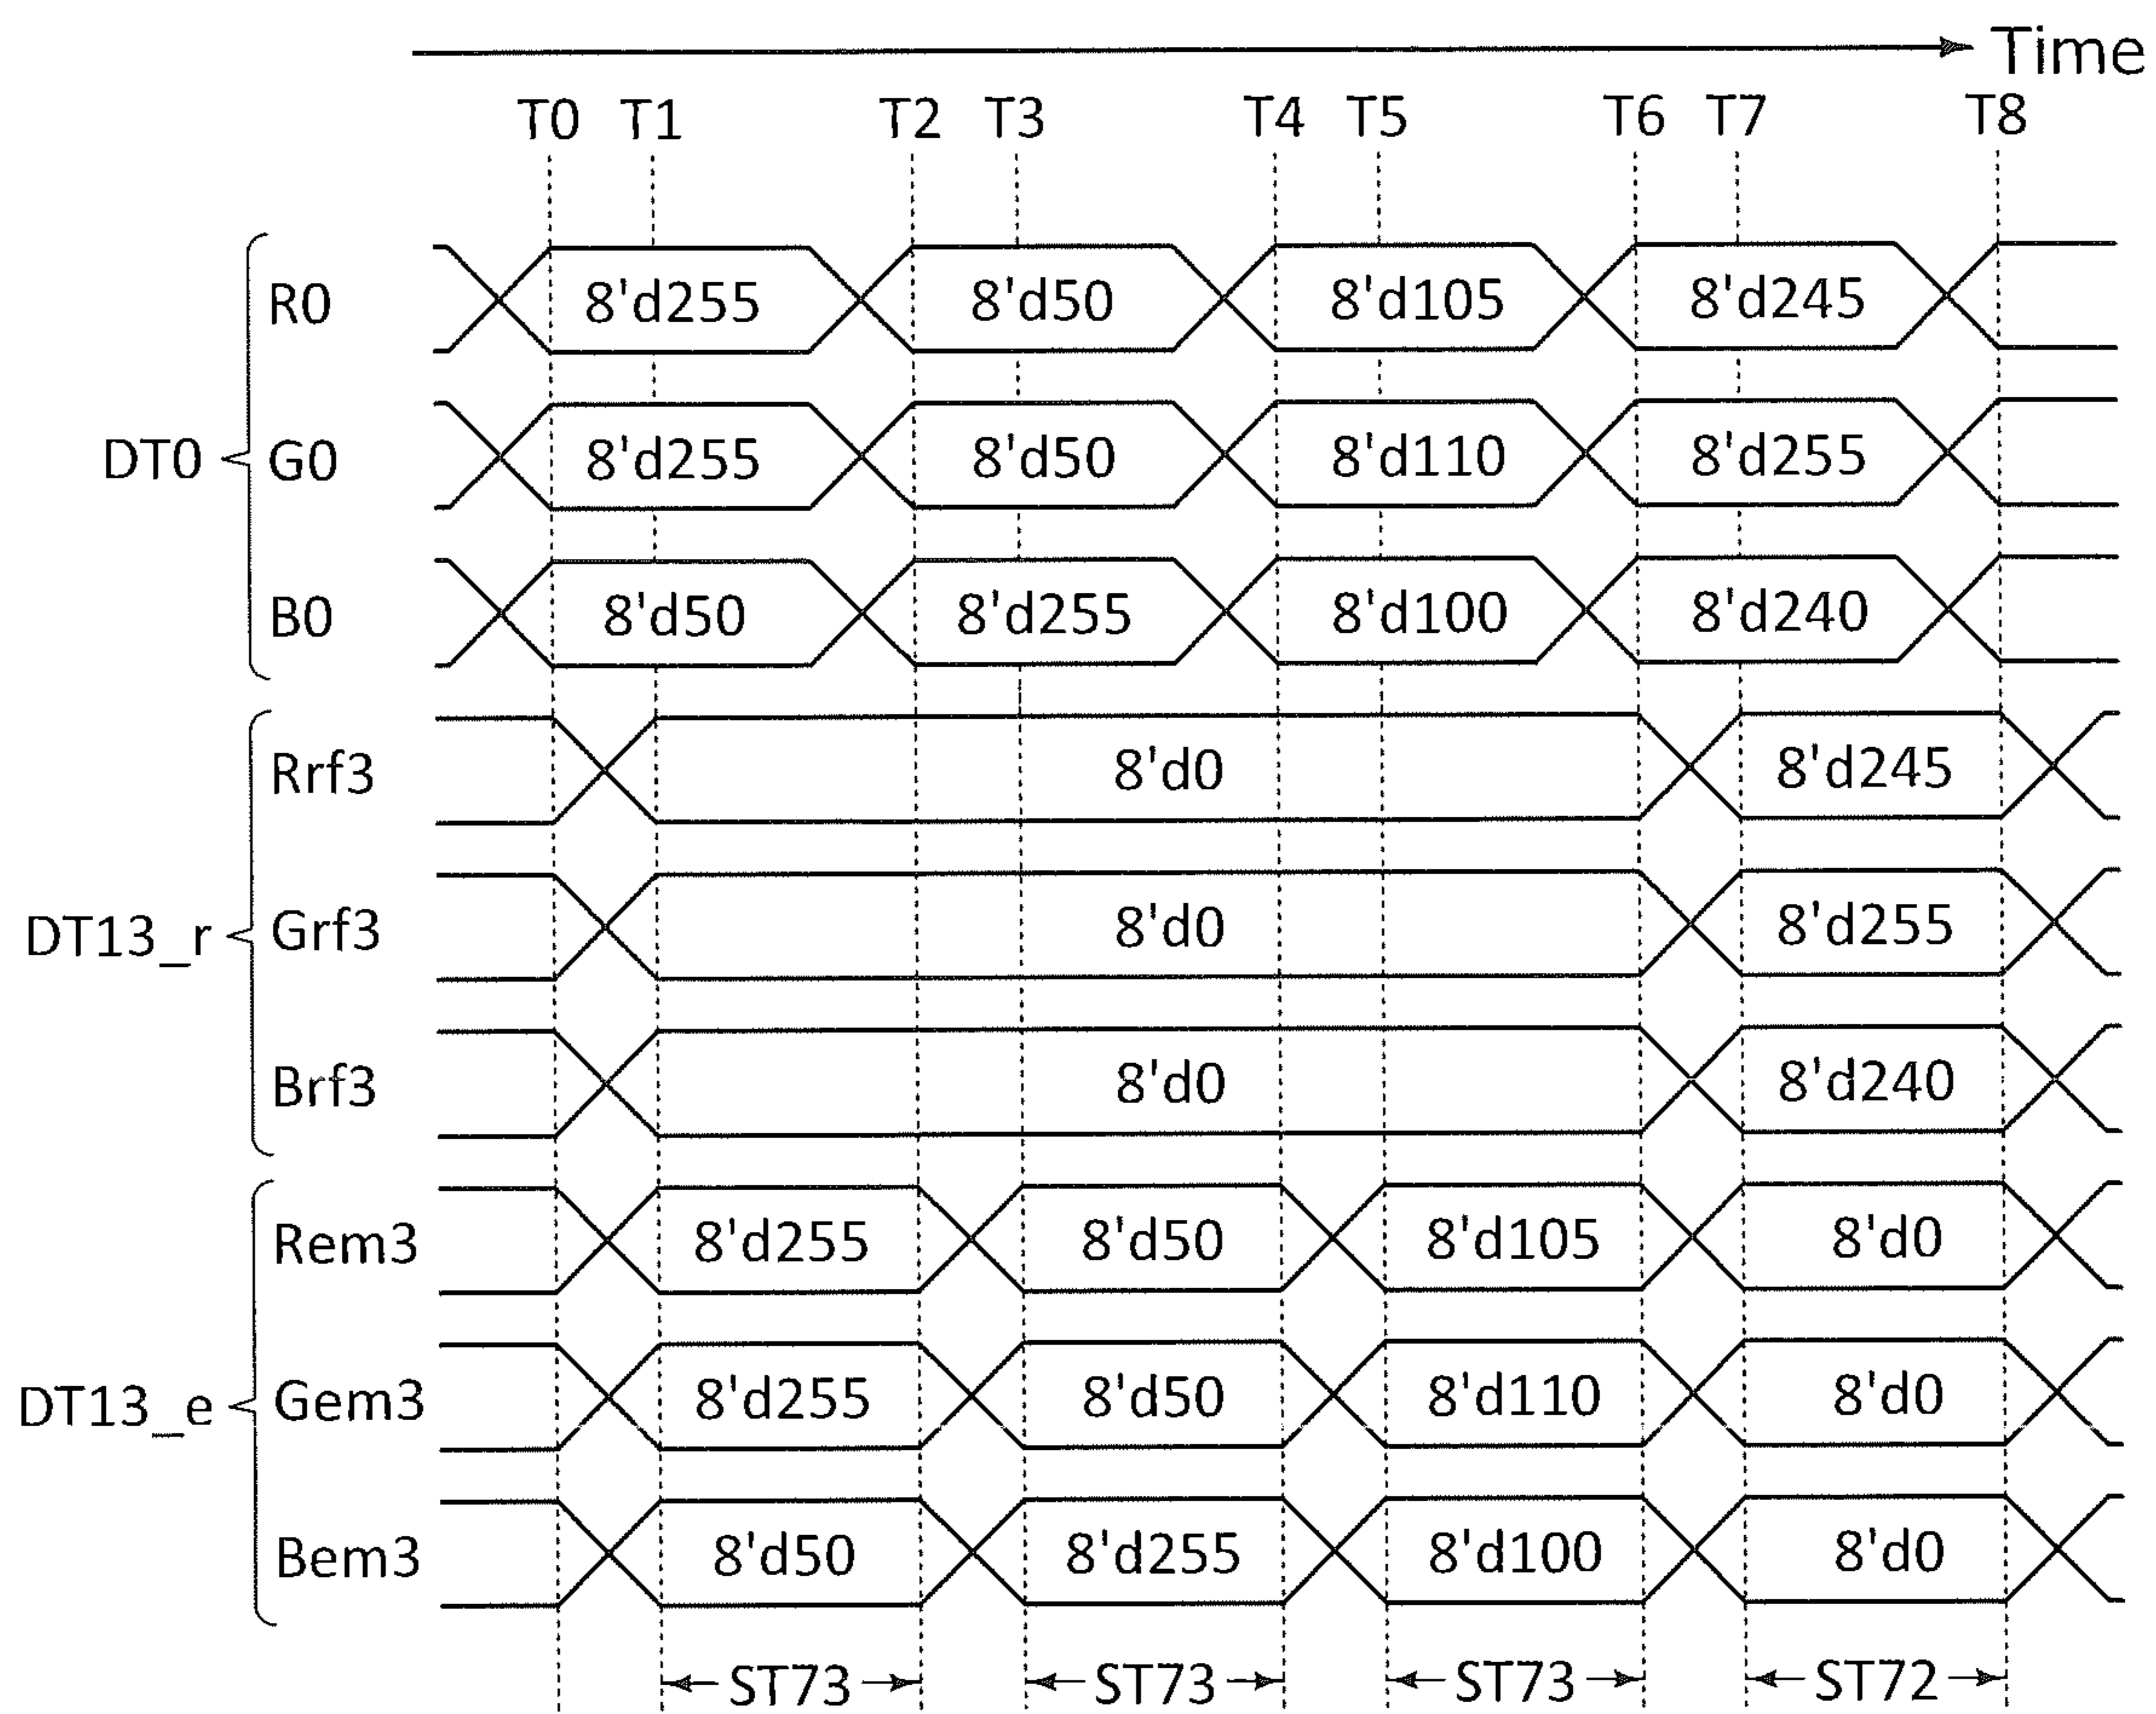 Time
T0 T1 T2 T3 T4 T5 T6 T7 T8
R0 8'd255 8'd50 8'd105 8'd245
DT0 G0 8'd255 8'd50 8'd110 8'd255
B0 8'd50 8'd255 8'd100 8'd240
Rrf3 8'd0 8'd245
DT13_r Grf3 8'd0 8'd255
Brf3 8'd0 8'd240
Rem3 8'd255 8'd50 8'd105 8'd0
DT13_e Gem3 8'd255 8'd50 8'd110 8'd0
Bem3 8'd50 8'd255 8'd100 8'd0
ST73 ST73 ST73 ST72